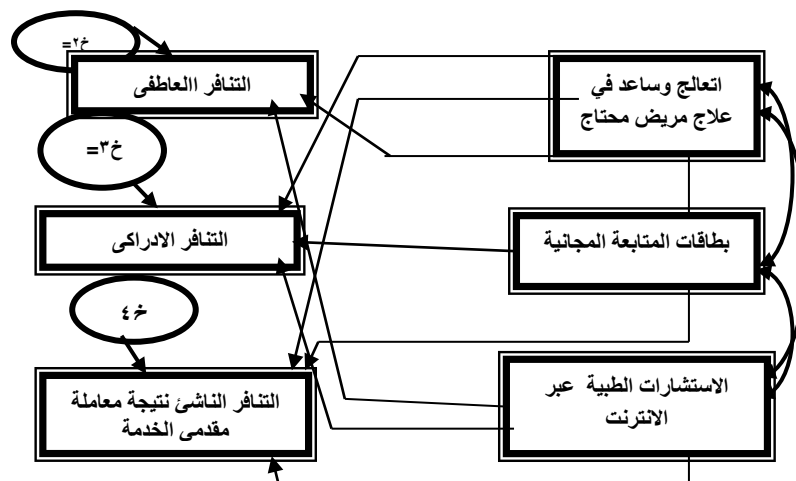 خ٢=
التنافر االعاطفى
اتعالج وساعد في
علاج مريض محتاج
خ٣=
التنافر الادراكى
بطاقات المتابعة المجانية
خ٤
التنافر الناشئ نتيجة معاملة
مقدمى الخدمة
الاستشارات الطبية عبر
الانترنت